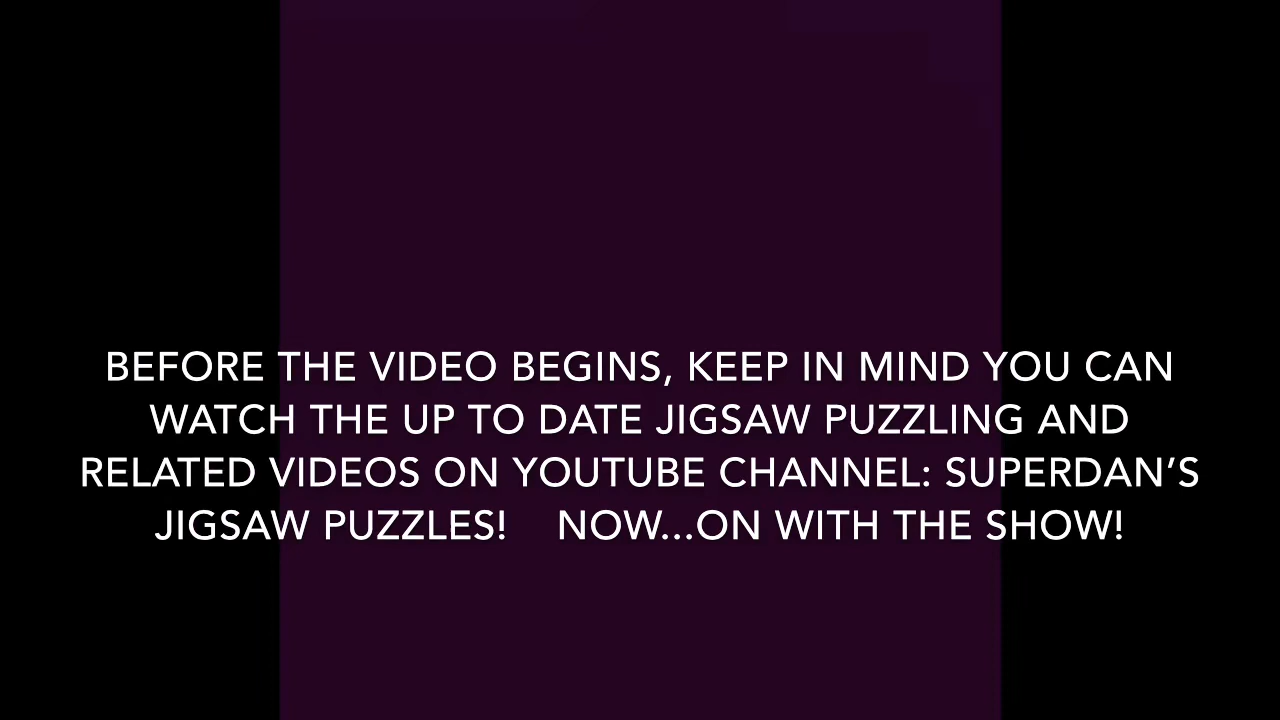 BEFORE THE VIDEO BEGINS, KEEP IN MIND YOU CAN
WATCH THE UP TO DATE JIGSAW PUZZLING AND
RELATED VIDEOS ON YOUTUBE CHANNEL: SUPERDAN’S
JIGSAW PUZZLES!    NOW...ON WITH THE SHOW!